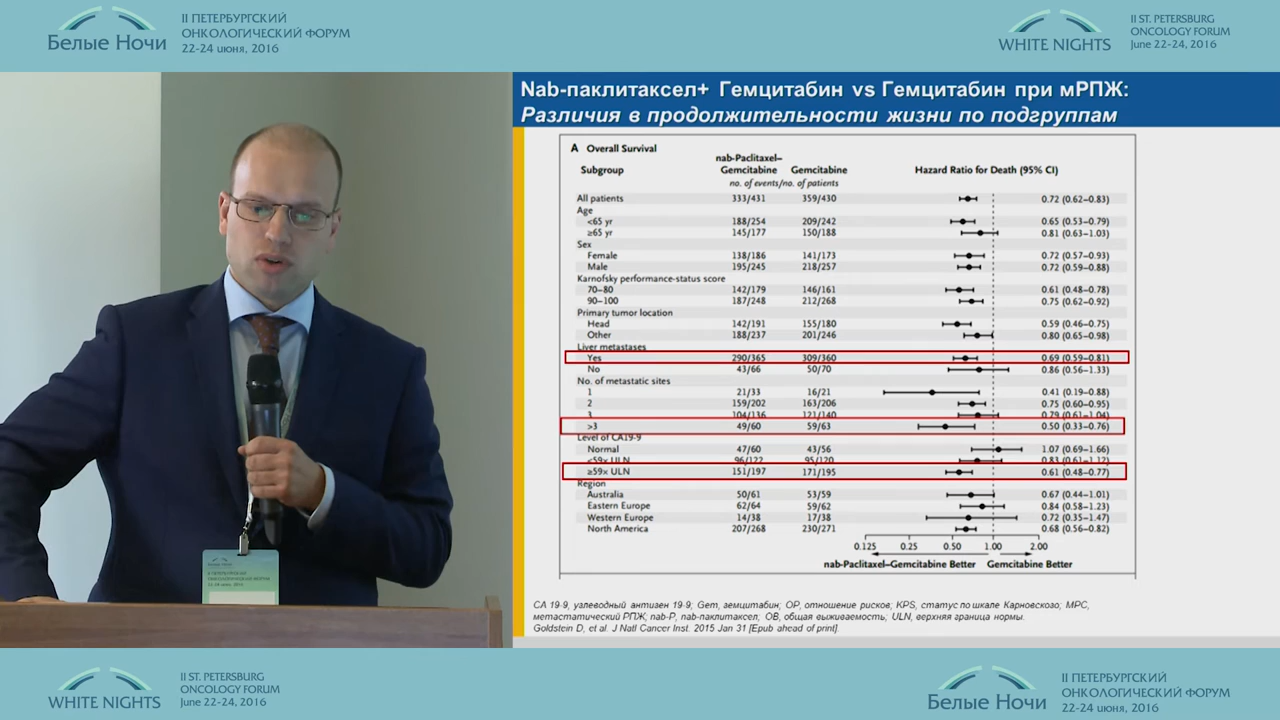 Белые Ночи
II ПЕТЕРБУРГСКИЙ
ОНКОЛОГИЧЕСКИЙ ФОРУМ
22-24 июня, 2016
WHITE NIGHTS
II ST. PETERSBURG
ONCOLOGY FORUM
June 22-24, 2016
Nab-паклитаксел+ Гемцитабин vs Гемцитабин при мРПЖ:
Различия в продолжительности жизни по подгруппам
A Overall Survival
Subgroup nab-Paclitaxel–Gemcitabine Gemcitabine Hazard Ratio for Death (95% CI)
no. of events/no. of patients
All patients 333/431 359/430 0.72 (0.62–0.83)
Age
<65 yr 188/254 209/242 0.65 (0.53–0.79)
≥65 yr 145/177 150/188 0.81 (0.63–1.03)
Sex
Female 138/186 141/173 0.72 (0.57–0.93)
Male 195/245 218/257 0.72 (0.59–0.88)
Karnofsky performance-status score
70–80 142/179 146/161 0.61 (0.48–0.78)
90–100 187/248 212/268 0.75 (0.62–0.92)
Primary tumor location
Head 142/191 155/180 0.59 (0.46–0.75)
Other 188/237 201/246 0.80 (0.65–0.98)
Liver metastases
Yes 290/365 309/360 0.69 (0.59–0.81)
No 43/66 50/70 0.86 (0.56–1.33)
No. of metastatic sites
1 21/33 16/21 0.41 (0.19–0.88)
2 159/202 163/206 0.75 (0.60–0.95)
3 104/136 121/140 0.79 (0.61–1.04)
>3 49/60 59/63 0.50 (0.33–0.76)
Level of CA19-9
Normal 47/60 43/56 1.07 (0.69–1.66)
<59× ULN 96/122 95/120 0.83 (0.61–1.12)
≥59× ULN 151/197 171/195 0.61 (0.48–0.77)
Region
Australia 50/61 53/59 0.67 (0.44–1.01)
Eastern Europe 62/64 59/62 0.84 (0.58–1.23)
Western Europe 14/38 17/38 0.72 (0.35–1.47)
North America 207/268 230/271 0.68 (0.56–0.82)
0.125 0.25 0.50 1.00 2.00
nab-Paclitaxel–Gemcitabine Better Gemcitabine Better
CA 19-9, углеводный антиген 19-9; Gem, гемцитабин; ОР, отношение рисков; KPS, статус по шкале Карновского; МРС,
метастатический РПЖ, nab-P, nab-паклитаксел; ОВ, общая выживаемость; ULN, верхняя граница нормы.
Goldstein D, et al. J Natl Cancer Inst. 2015 Jan 31 [Epub ahead of print].
Белые Ночи
II ПЕТЕРБУРГСКИЙ
ОНКОЛОГИЧЕСКИЙ ФОРУМ
22-24 июня, 2016
WHITE NIGHTS
II ST. PETERSBURG
ONCOLOGY FORUM
June 22-24, 2016
Белые Ночи
II ПЕТЕРБУРГСКИЙ
ОНКОЛОГИЧЕСКИЙ ФОРУМ
22-24 июня, 2016